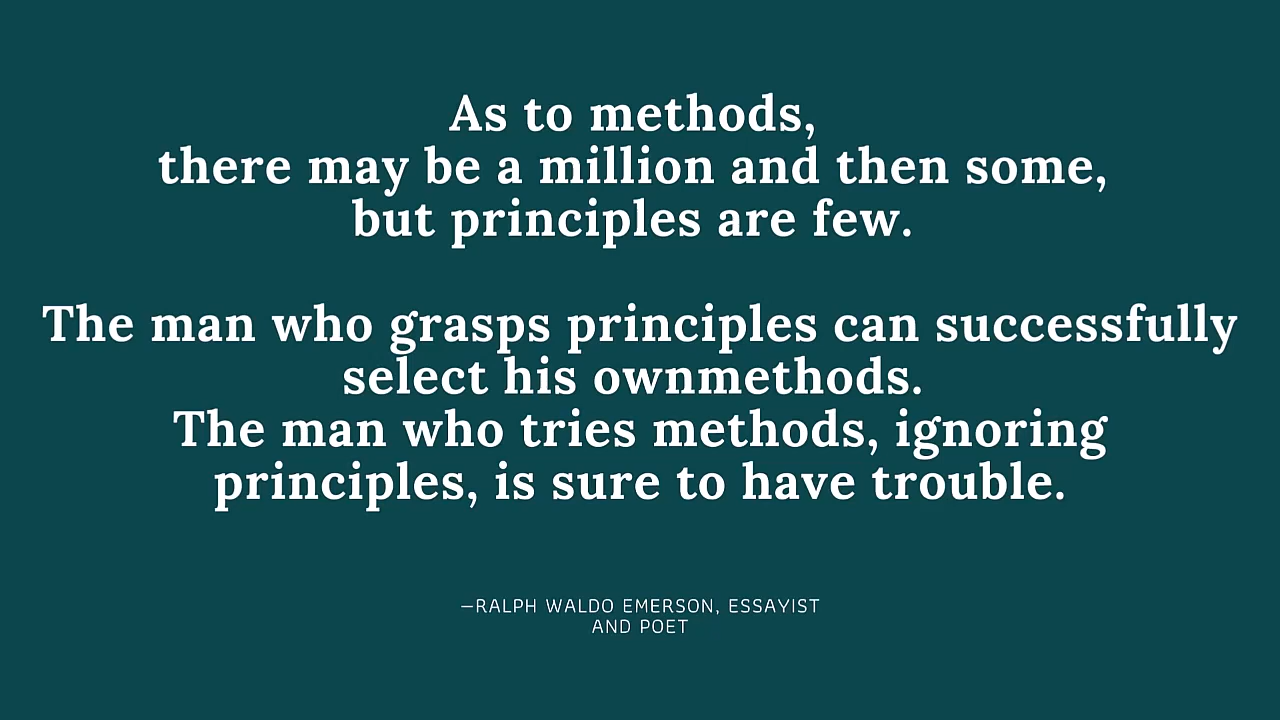 As to methods,
there may be a million and then some,
but principles are few.
The man who grasps principles can successfully
select his ownmethods.
The man who tries methods, ignoring
principles, is sure to have trouble.
—RALPH WALDO EMERSON, ESSAYIST
AND POET